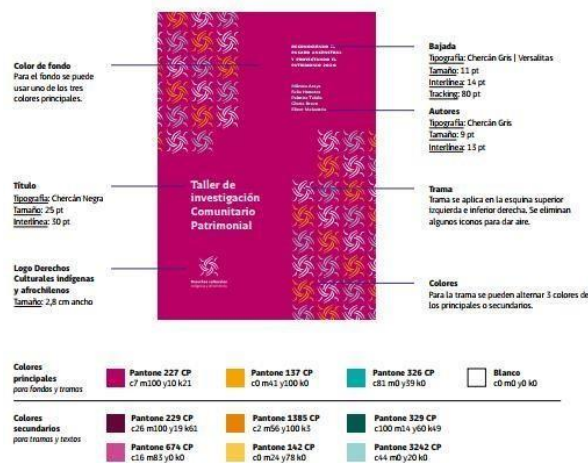 Color de fondo
Para el fondo se puede
usar uno de los tres
colores principales.
Título
Tipografía: Chercán Negra
Tamaño: 25 pt
Interlínea: 30 pt
Logo Derechos
Culturales indígenas
y afrochilenos
Tamaño: 2,8 cm ancho
Taller de
investigación
Comunitario
Patrimonial
Derechos culturales
Bajada
Tipografía: Chercán Gris | Versalitas
Tamaño: 11 pt
Interlínea: 14 pt
Tracking: 80 pt
Autores
Tipografía: Chercán Gris
Tamaño: 9 pt
Interlínea: 13 pt
Trama
Trama se aplica en la esquina superior
izquierda e inferior derecha. Se eliminan
algunos iconos para dar aire.
Colores
Para la trama se pueden alternar 3 colores de
los principales o secundarios.
Colores
principales
para fondos y tramas
Pantone 227 CP
c7 m100 y10 k21
Pantone 137 CP
c0 m41 y100 k0
Pantone 326 CP
c81 m0 y39 k0
Blanco
c0 m0 y0 k0
Colores
secundarios
para tramas y textos
Pantone 229 CP
c26 m100 y19 k61
Pantone 1385 CP
c2 m56 y100 k3
Pantone 329 CP
c100 m14 y60 k49
Pantone 674 CP
c16 m83 y0 k0
Pantone 142 CP
c0 m24 y78 k0
Pantone 3242 CP
c44 m0 y20 k0